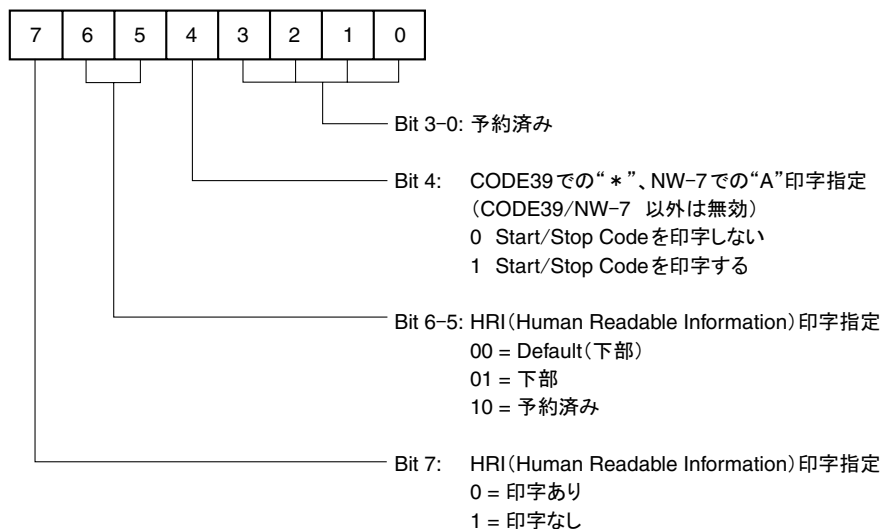 7 6 5 4 3 2 1 0
Bit 3-0: 予約済み
Bit 4: CODE39での“*”、NW-7での“A”印字指定
(CODE39/NW-7 以外は無効)
0 Start/Stop Codeを印字しない
1 Start/Stop Codeを印字する
Bit 6-5: HRI(Human Readable Information)印字指定
00 = Default(下部)
01 = 下部
10 = 予約済み
Bit 7: HRI(Human Readable Information)印字指定
0 = 印字あり
1 = 印字なし